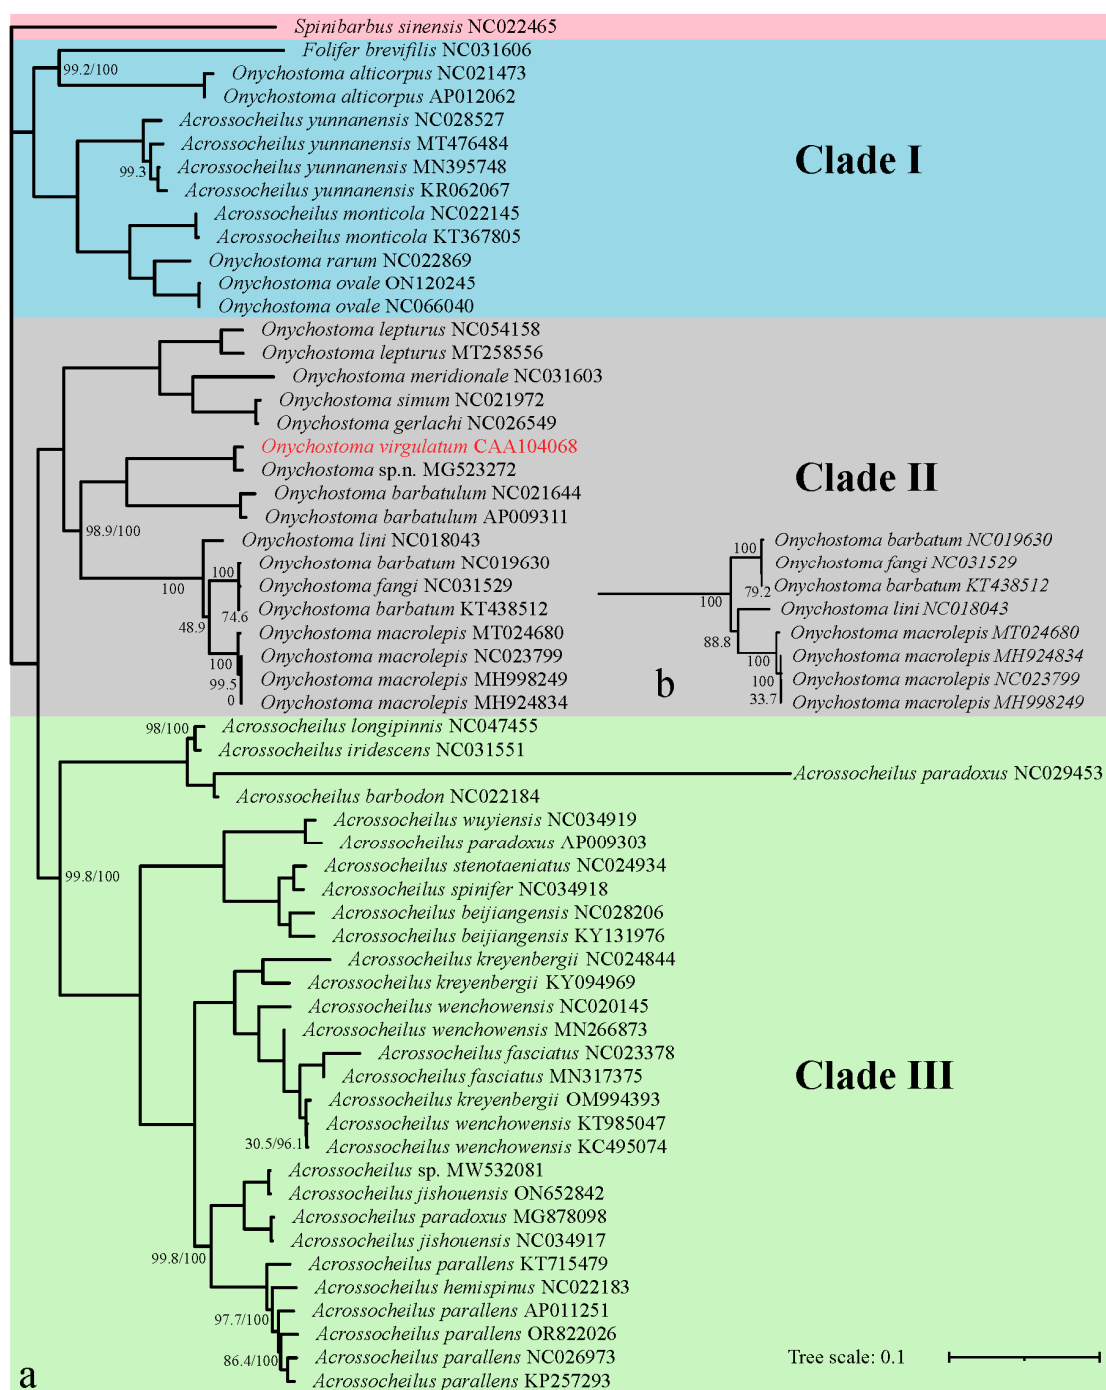 Spinibarbus sinensis NC022465
Folifer brevifilis NC031606
99.2/100
Onychostoma alticorpus NC021473
Onychostoma alticorpus AP012062
Acrossocheilus yunnanensis NC028527
Acrossocheilus yunnanensis MT476484
Acrossocheilus yunnanensis MN395748
99.3
Acrossocheilus yunnanensis KR062067
Clade I
Acrossocheilus monticola NC022145
Acrossocheilus monticola KT367805
Onychostoma rarum NC022869
Onychostoma ovale ON120245
Onychostoma ovale NC066040
Onychostoma lepturus NC054158
Onychostoma lepturus MT258556
Onychostoma meridionale NC031603
Onychostoma simum NC021972
Onychostoma gerlachi NC026549
Onychostoma virgulatum CAA104068
Onychostoma sp.n. MG523272
Clade II
Onychostoma barbatulum NC021644
Onychostoma barbatulum AP009311
98.9/100
Onychostoma lini NC018043
100
Onychostoma barbatum NC019630
100
Onychostoma fangi NC031529
Onychostoma barbatum KT438512
74.6
48.9
Onychostoma macrolepis MT024680
Onychostoma macrolepis NC023799
100
Onychostoma macrolepis MH998249
99.5
Onychostoma macrolepis MH924834
0
Onychostoma barbatum NC019630
100
Onychostoma fangi NC031529
Onychostoma barbatum KT438512
79.2
100
Onychostoma lini NC018043
Onychostoma macrolepis MT024680
88.8
Onychostoma macrolepis MH924834
100
Onychostoma macrolepis NC023799
100
Onychostoma macrolepis MH998249
33.7
b
98/100
Acrossocheilus longipinnis NC047455
Acrossocheilus iridescens NC031551
Acrossocheilus paradoxus NC029453
Acrossocheilus barbodon NC022184
Acrossocheilus wuyiensis NC034919
Acrossocheilus paradoxus AP009303
Acrossocheilus stenotaeniatus NC024934
99.8/100
Acrossocheilus spinifer NC034918
Acrossocheilus beijiangensis NC028206
Acrossocheilus beijiangensis KY131976
Acrossocheilus kreyenbergii NC024844
Acrossocheilus kreyenbergii KY094969
Acrossocheilus wenchowensis NC020145
Acrossocheilus wenchowensis MN266873
Acrossocheilus fasciatus NC023378
Acrossocheilus fasciatus MN317375
Clade III
Acrossocheilus kreyenbergii OM994393
Acrossocheilus wenchowensis KT985047
30.5/96.1
Acrossocheilus wenchowensis KC495074
Acrossocheilus sp. MW532081
Acrossocheilus jishouensis ON652842
Acrossocheilus paradoxus MG878098
Acrossocheilus jishouensis NC034917
99.8/100
Acrossocheilus parallens KT715479
Acrossocheilus hemispinus NC022183
Acrossocheilus parallens AP011251
97.7/100
Acrossocheilus parallens OR822026
Acrossocheilus parallens NC026973
86.4/100
Acrossocheilus parallens KP257293
Tree scale: 0.1
a